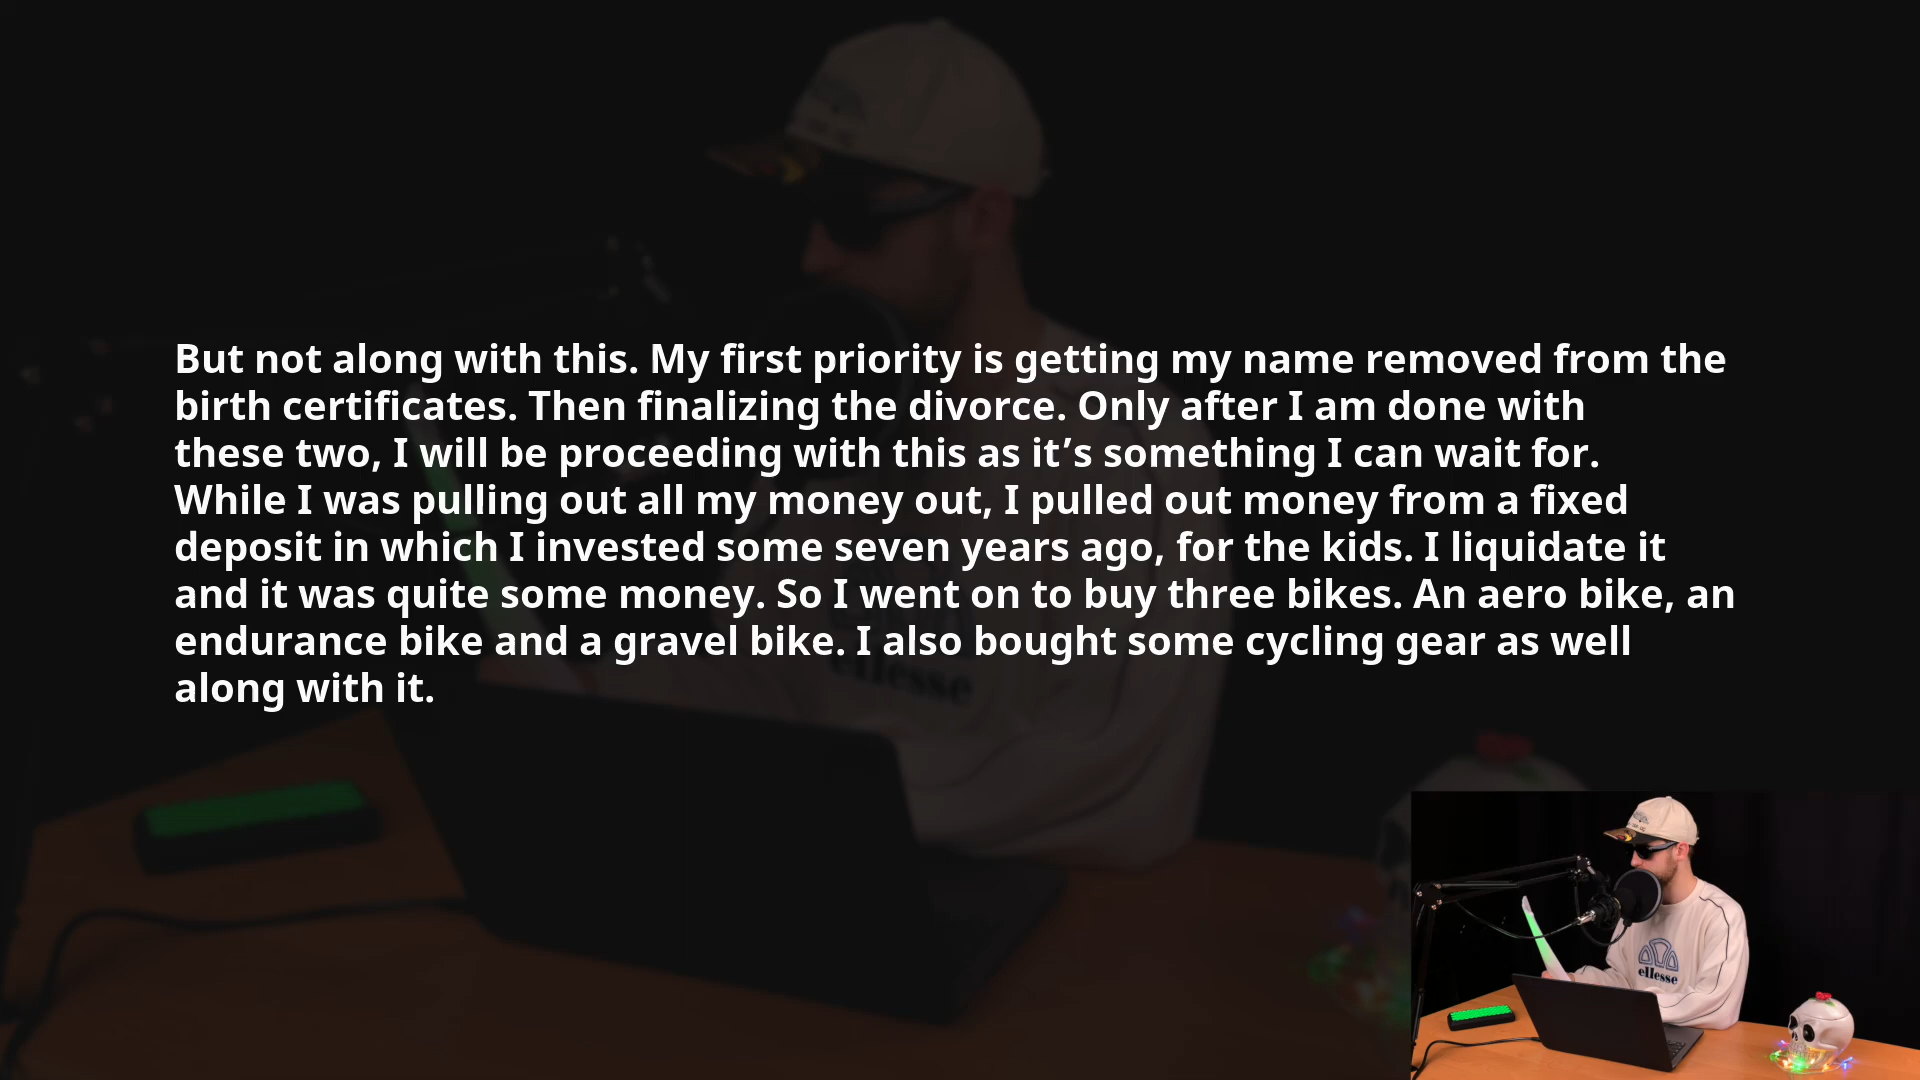 But not along with this. My first priority is getting my name removed from the
birth certificates. Then finalizing the divorce. Only after I am done with
these two, I will be proceeding with this as it’s something I can wait for.
While I was pulling out all my money out, I pulled out money from a fixed
deposit in which I invested some seven years ago, for the kids. I liquidate it
and it was quite some money. So I went on to buy three bikes. An aero bike, an
endurance bike and a gravel bike. I also bought some cycling gear as well
along with it.
ellesse
ellesse